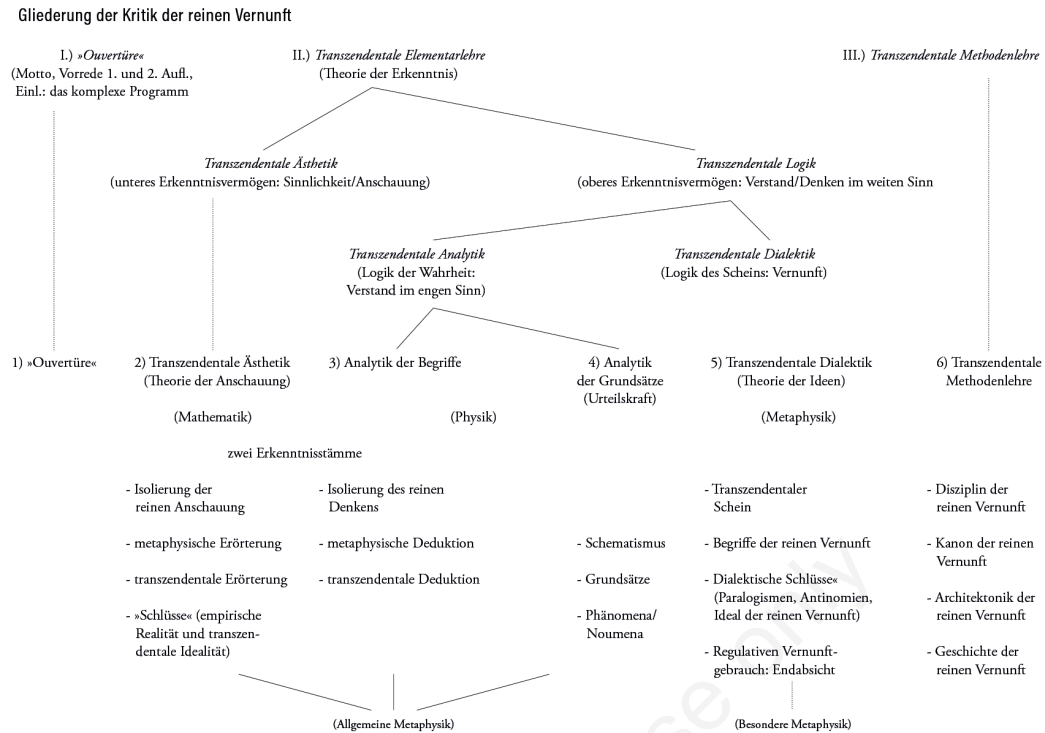 Gliederung der Kritik der reinen Vernunft
I.) »Ouvertüre«
(Motto, Vorrede 1. und 2. Aufl.,
Einl.: das komplexe Programm
II.) Transzendentale Elementarlehre
(Theorie der Erkenntnis)
III.) Transzendentale Methodenlehre
Transzendentale Ästhetik
(unteres Erkenntnisvermögen: Sinnlichkeit/Anschauung)
Transzendentale Logik
(oberes Erkenntnisvermögen: Verstand/Denken im weiten Sinn
Transzendentale Analytik
(Logik der Wahrheit:
Verstand im engen Sinn)
Transzendentale Dialektik
(Logik des Scheins: Vernunft)
1) »Ouvertüre«
2) Transzendentale Ästhetik
(Theorie der Anschauung)
(Mathematik)
3) Analytik der Begriffe
4) Analytik
der Grundsätze
(Urteilskraft)
(Physik)
5) Transzendentale Dialektik
(Theorie der Ideen)
(Metaphysik)
6) Transzendentale
Methodenlehre
zwei Erkenntnisstämme
- Isolierung der
reinen Anschauung
- metaphysische Erörterung
- transzendentale Erörterung
- »Schlüsse« (empirische
Realität und transzen-
dentale Idealität)
- Isolierung des reinen
Denkens
- metaphysische Deduktion
- transzendentale Deduktion
- Schematismus
- Grundsätze
- Phänomena/
Noumena
- Transzendentaler
Schein
- Begriffe der reinen Vernunft
- Dialektische Schlüsse«
(Paralogismen, Antinomien,
Ideal der reinen Vernunft)
- Regulativen Vernunft-
gebrauch: Endabsicht
- Disziplin der
reinen Vernunft
- Kanon der reinen
Vernunft
- Architektonik der
reinen Vernunft
- Geschichte der
reinen Vernunft
(Allgemeine Metaphysik)
(Besondere Metaphysik)
se only